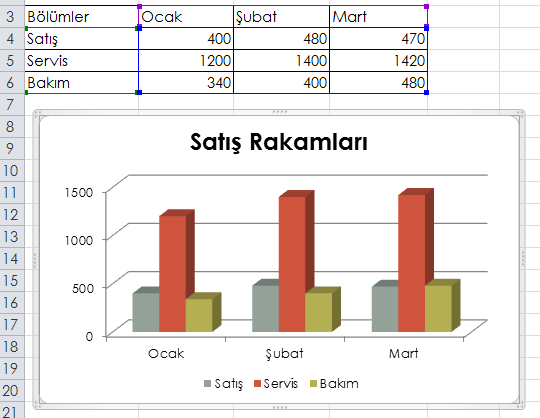 3 Bölümler Ocak Şubat Mart
4 Satış 400 480 470
5 Servis 1200 1400 1420
6 Bakım 340 400 480
7
8
9
10
11
12
13
14
15
16
17
18
19
20
21
Satış Rakamları
1500
1000
500
0
Ocak Şubat Mart
Satış Servis Bakım